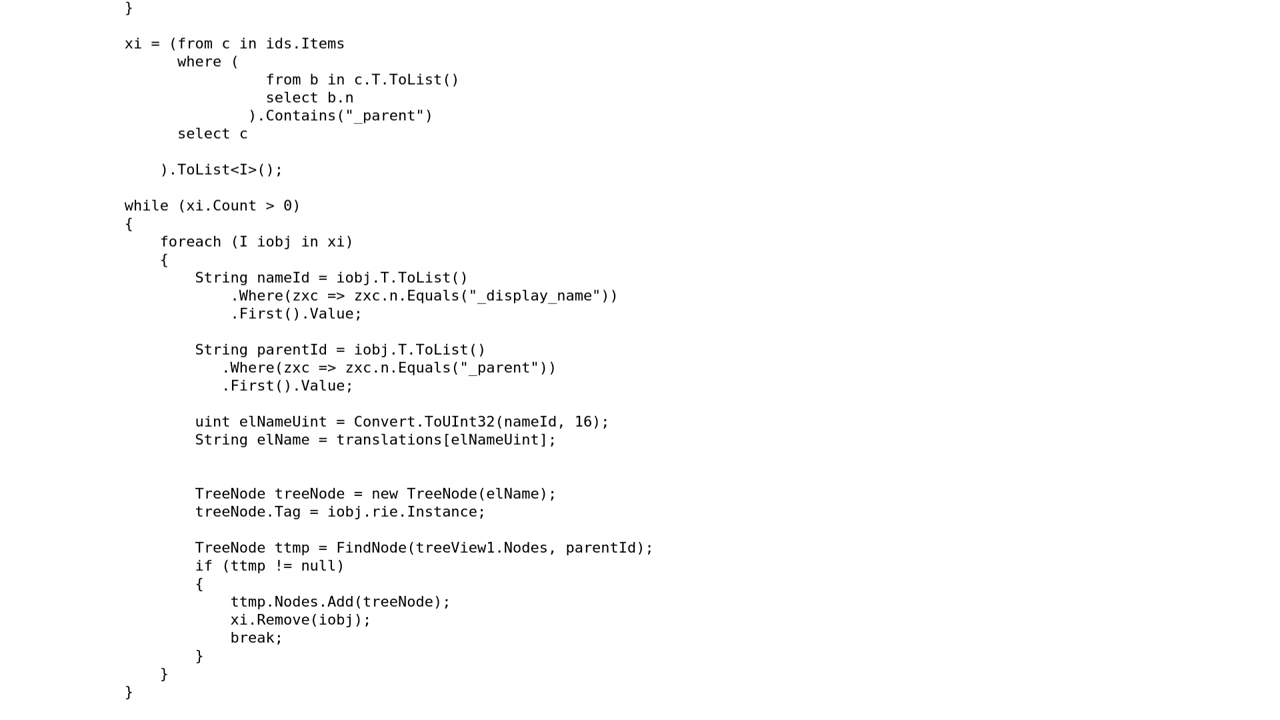 }
xi = (from c in ids.Items
where (
from b in c.T.ToList()
select b.n
).Contains("_parent")
select c
).ToList<I>();
while (xi.Count > 0)
{
foreach (I iobj in xi)
{
String nameId = iobj.T.ToList()
.Where(zxc => zxc.n.Equals("_display_name"))
.First().Value;
String parentId = iobj.T.ToList()
.Where(zxc => zxc.n.Equals("_parent"))
.First().Value;
uint elNameUint = Convert.ToUInt32(nameId, 16);
String elName = translations[elNameUint];
TreeNode treeNode = new TreeNode(elName);
treeNode.Tag = iobj.rie.Instance;
TreeNode ttmp = FindNode(treeView1.Nodes, parentId);
if (ttmp != null)
{
ttmp.Nodes.Add(treeNode);
xi.Remove(iobj);
break;
}
}
}